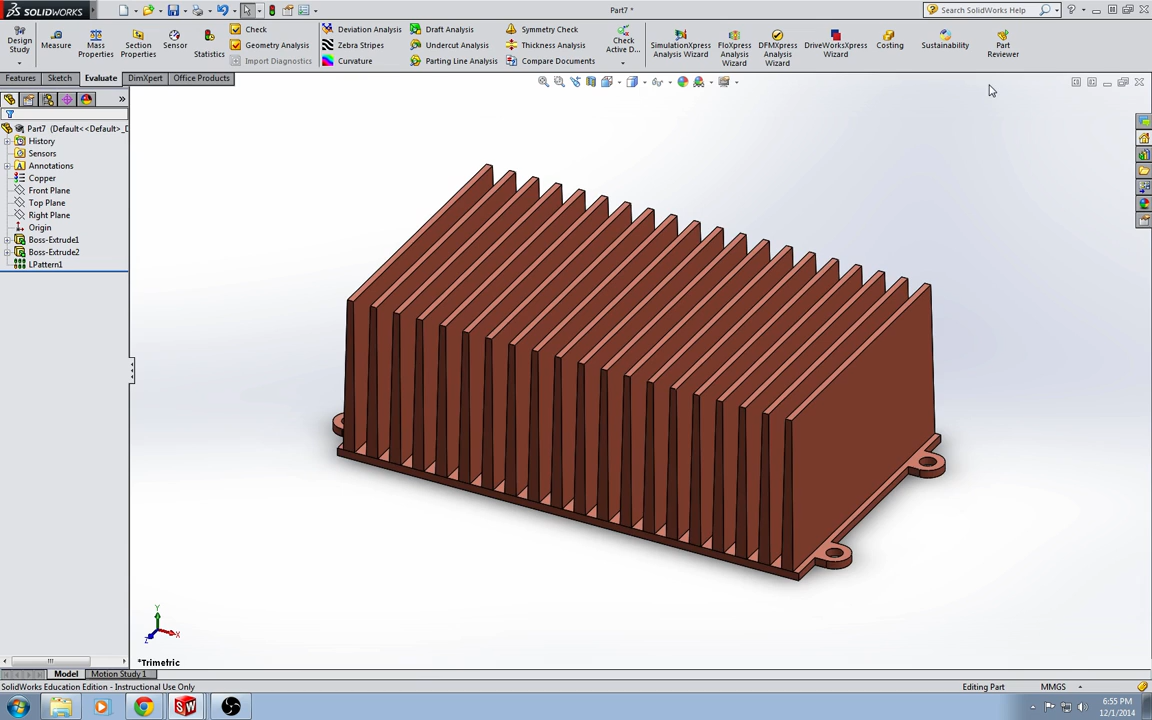 SOLIDWORKS
Part7 *
Search SolidWorks Help
Design Study
Measure
Mass Properties
Section Properties
Sensor
Statistics
Check
Geometry Analysis
Import Diagnostics
Deviation Analysis
Zebra Stripes
Curvature
Draft Analysis
Undercut Analysis
Parting Line Analysis
Symmetry Check
Thickness Analysis
Compare Documents
Check Active D...
SimulationXpress Analysis Wizard
FloXpress Analysis Wizard
DFMXpress Analysis Wizard
DriveWorksXpress Wizard
Costing
Sustainability
Part Reviewer
Features Sketch Evaluate DimXpert Office Products
Part7 (Default<<Default>_D
History
Sensors
Annotations
Copper
Front Plane
Top Plane
Right Plane
Origin
Boss-Extrude1
Boss-Extrude2
LPattern1
Y
X
Z
*Trimetric
Model Motion Study 1
SolidWorks Education Edition - Instructional Use Only
Editing Part
MMGS
6:55 PM
12/1/2014